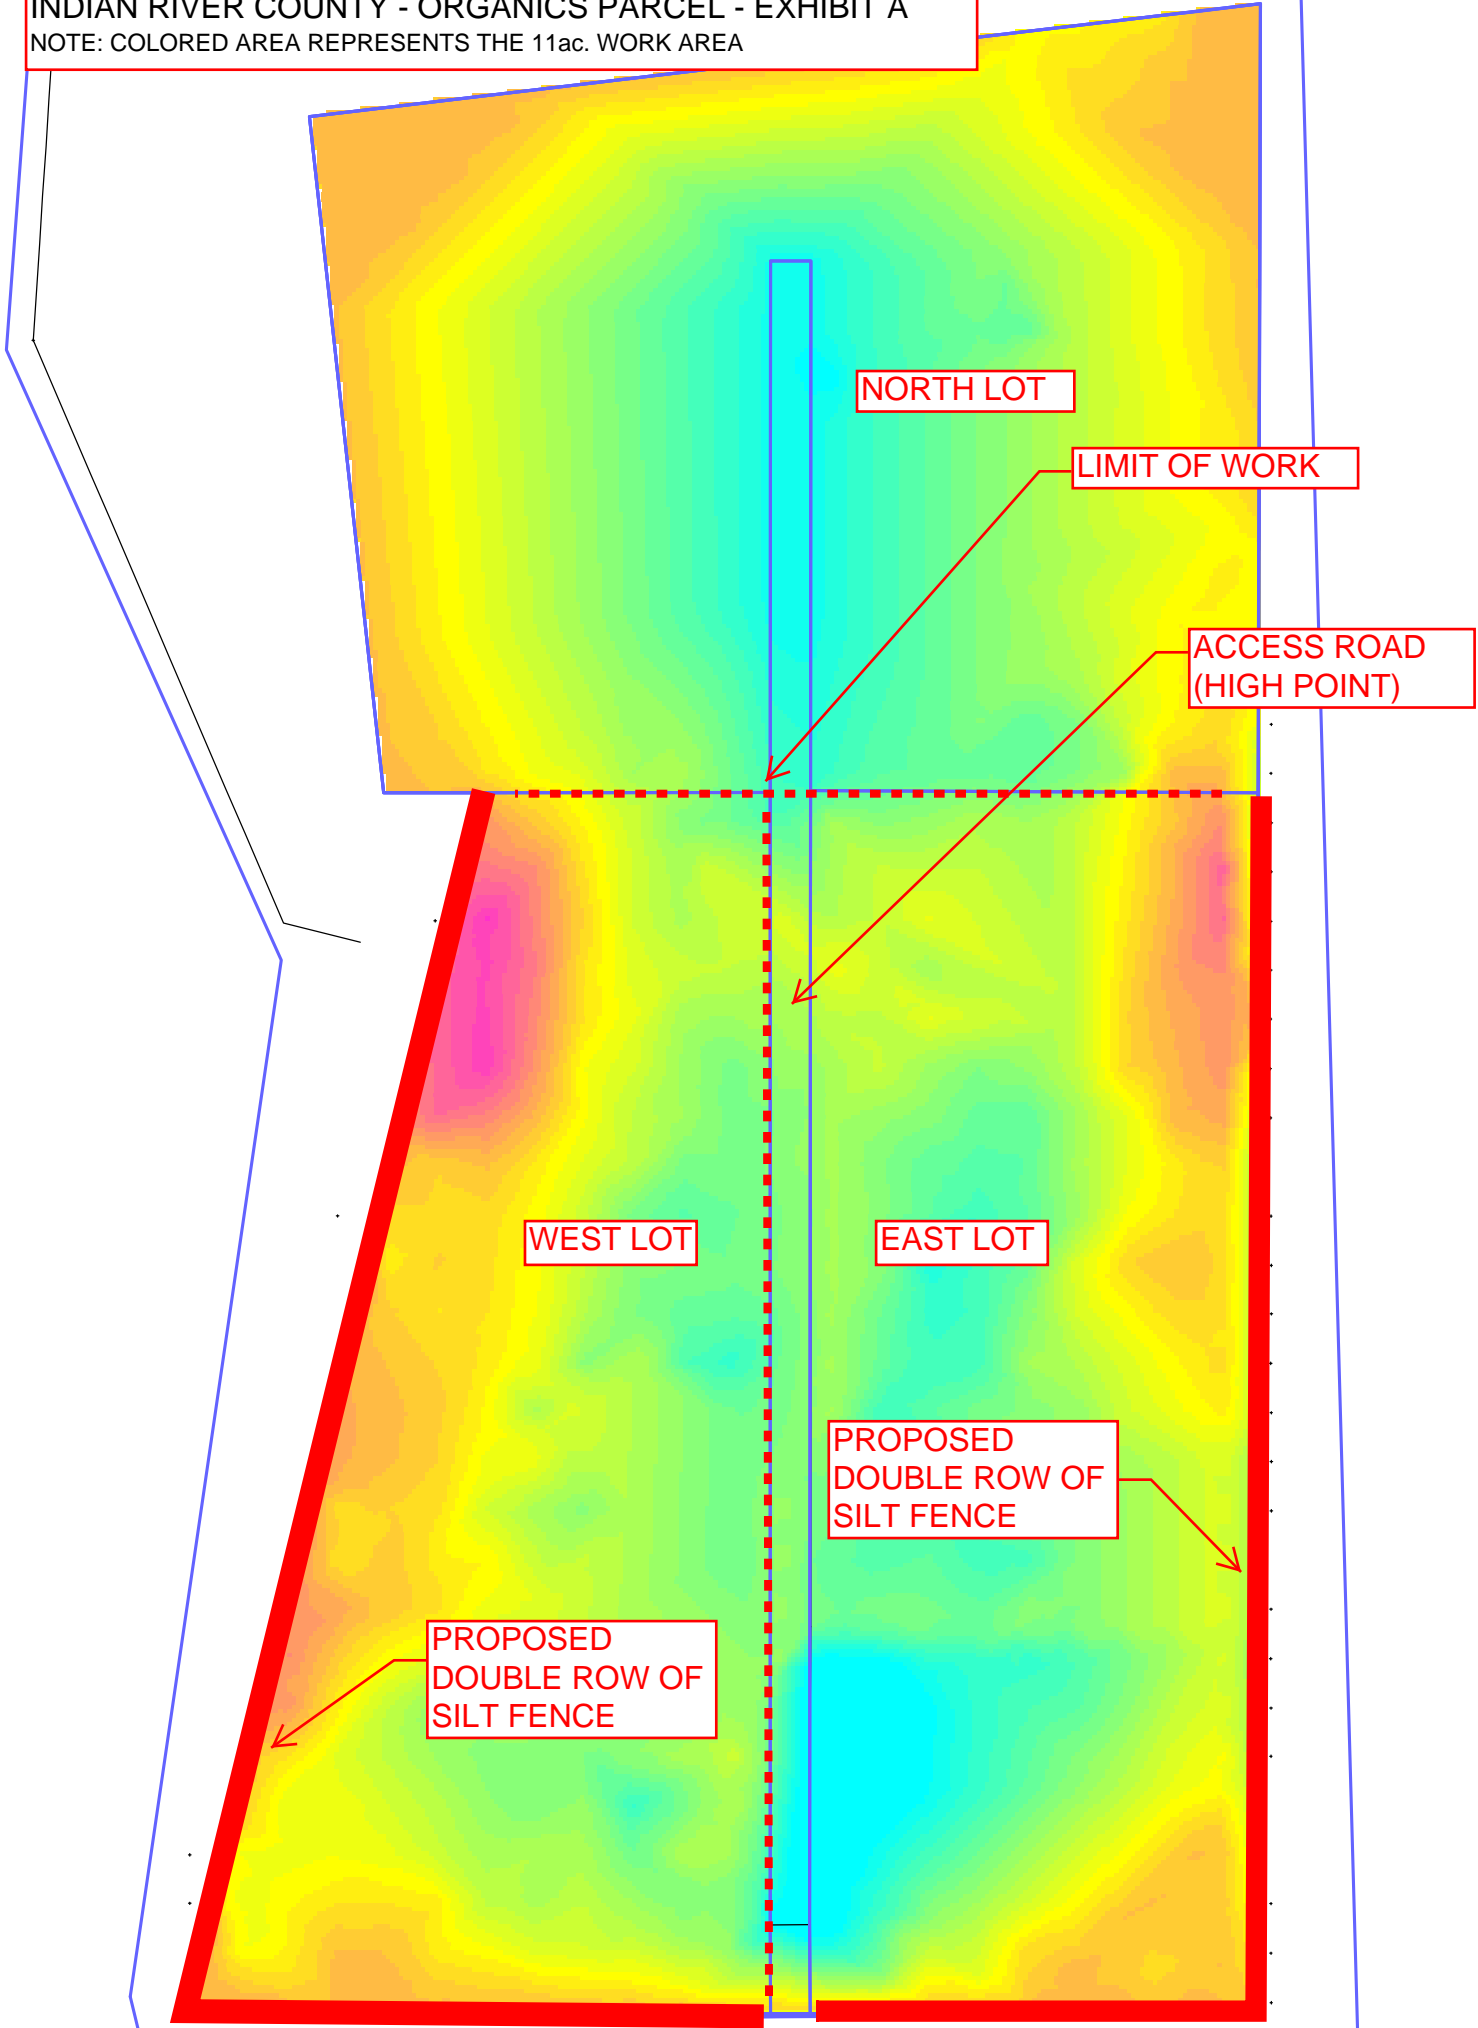 INDIAN RIVER COUNTY - ORGANICS PARCEL - EXHIBIT A
NOTE: COLORED AREA REPRESENTS THE 11ac. WORK AREA
NORTH LOT
LIMIT OF WORK
ACCESS ROAD
(HIGH POINT)
WEST LOT
EAST LOT
PROPOSED
DOUBLE ROW OF
SILT FENCE
PROPOSED
DOUBLE ROW OF
SILT FENCE